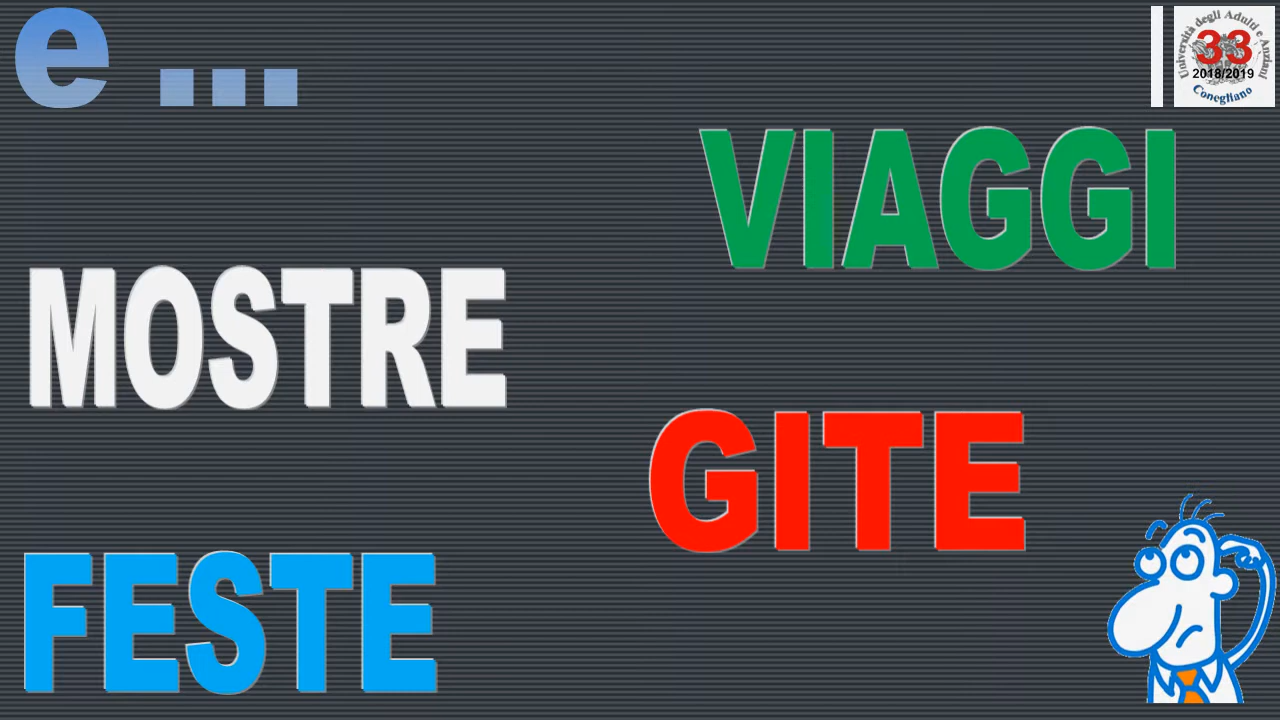 e ...
Università degli Adulti e Anziani
33
2018/2019
Conegliano
VIAGGI
MOSTRE
GITE
FESTE